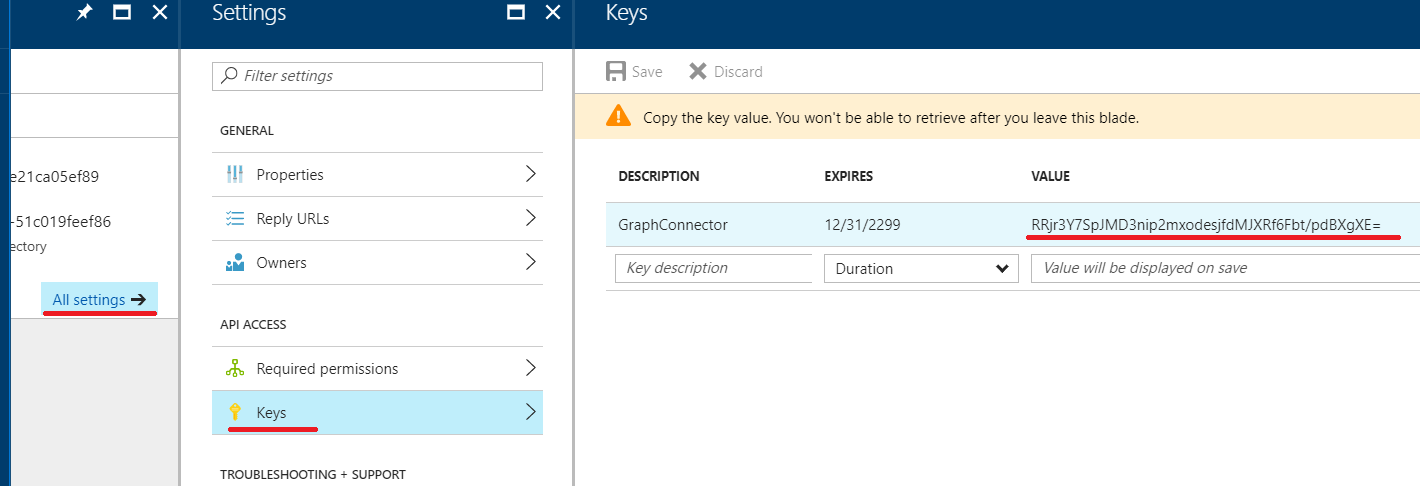 Settings
Keys
Filter settings
Save Discard
Copy the key value. You won't be able to retrieve after you leave this blade.
GENERAL
Properties
Reply URLs
Owners
e21ca05ef89
-51c019feef86
ectory
All settings
DESCRIPTION EXPIRES VALUE
GraphConnector 12/31/2299 RRjr3Y7SpJMD3nip2mxodesjfdMJXRf6Fbt/pdBXgXE=
Key description Duration Value will be displayed on save
API ACCESS
Required permissions
Keys
TROUBLESHOOTING + SUPPORT